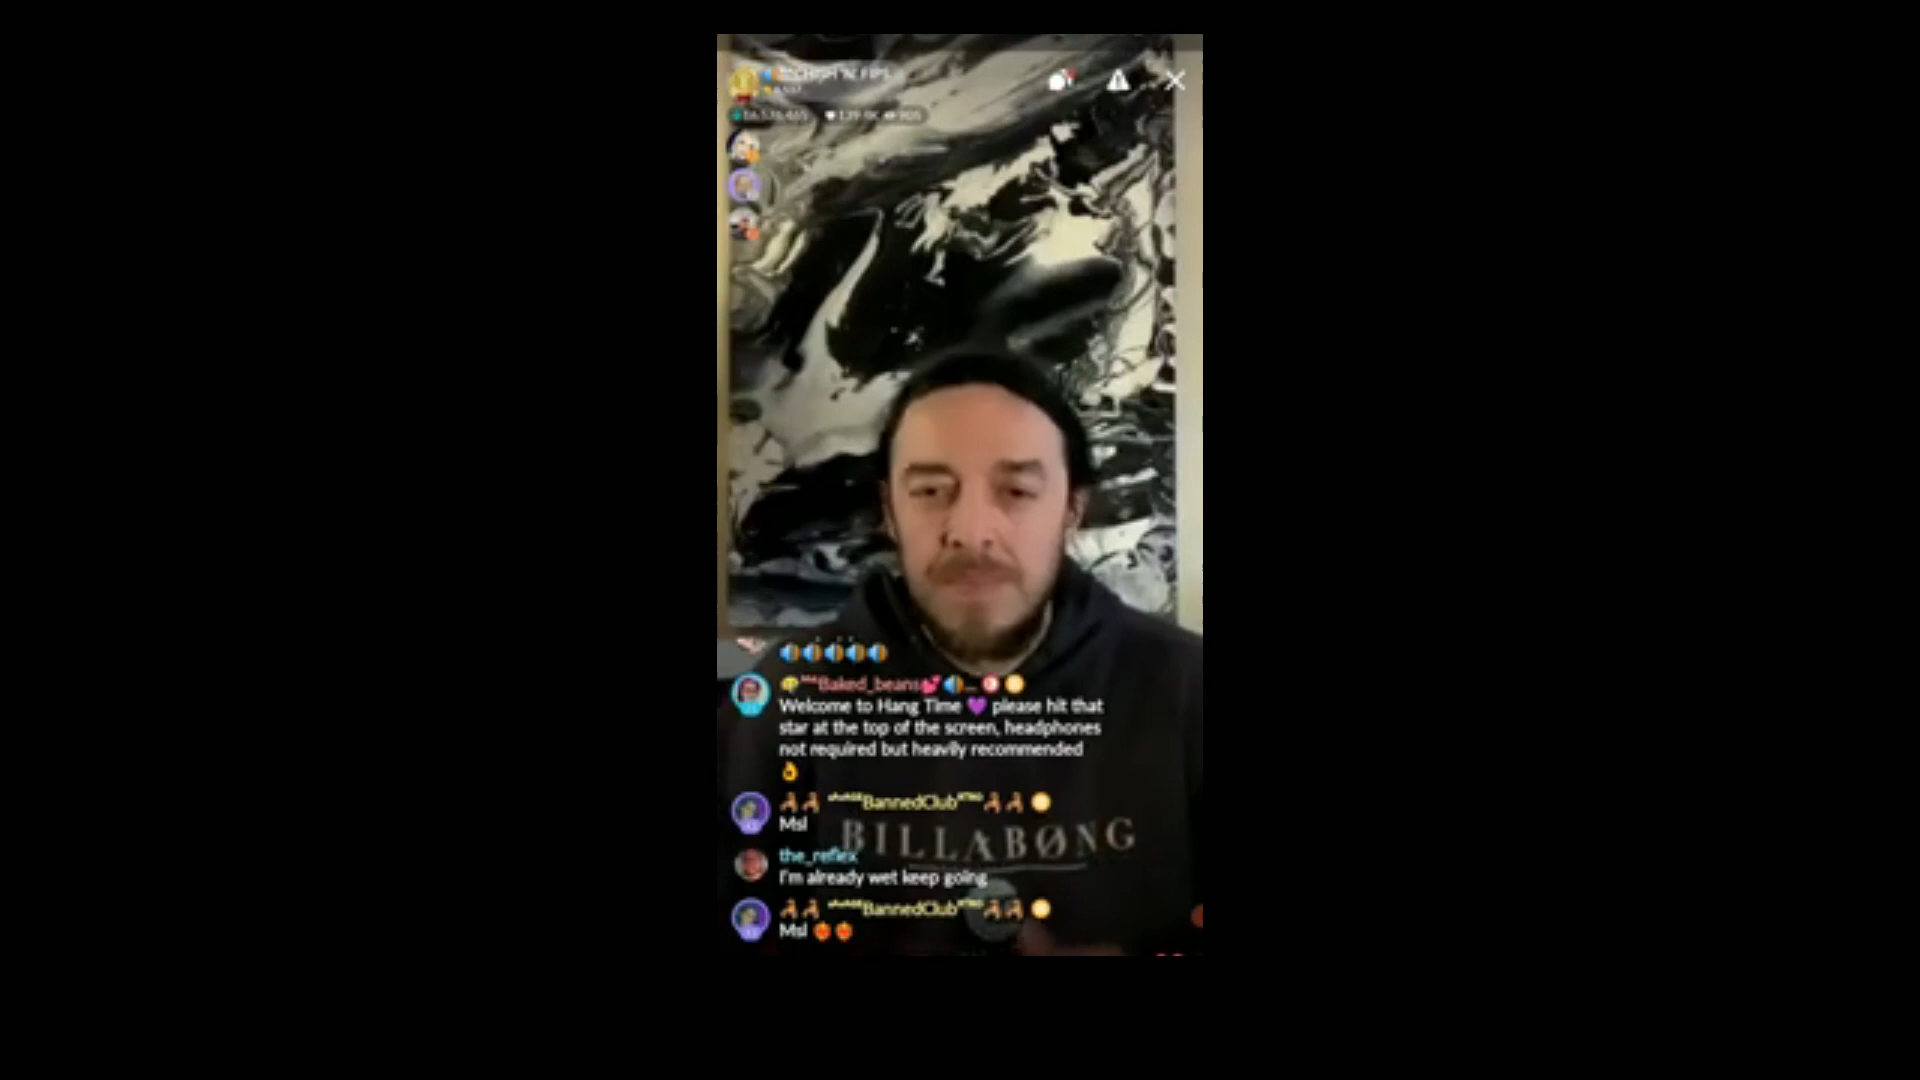 Baked_beans
Welcome to Hang Time 💜 please hit that
star at the top of the screen, headphones
not required but heavily recommended
👌
BannedClub
Msl
BILLABØNG
the_reflex
I'm already wet keep going
BannedClub
Msl ❤️‍🔥❤️‍🔥